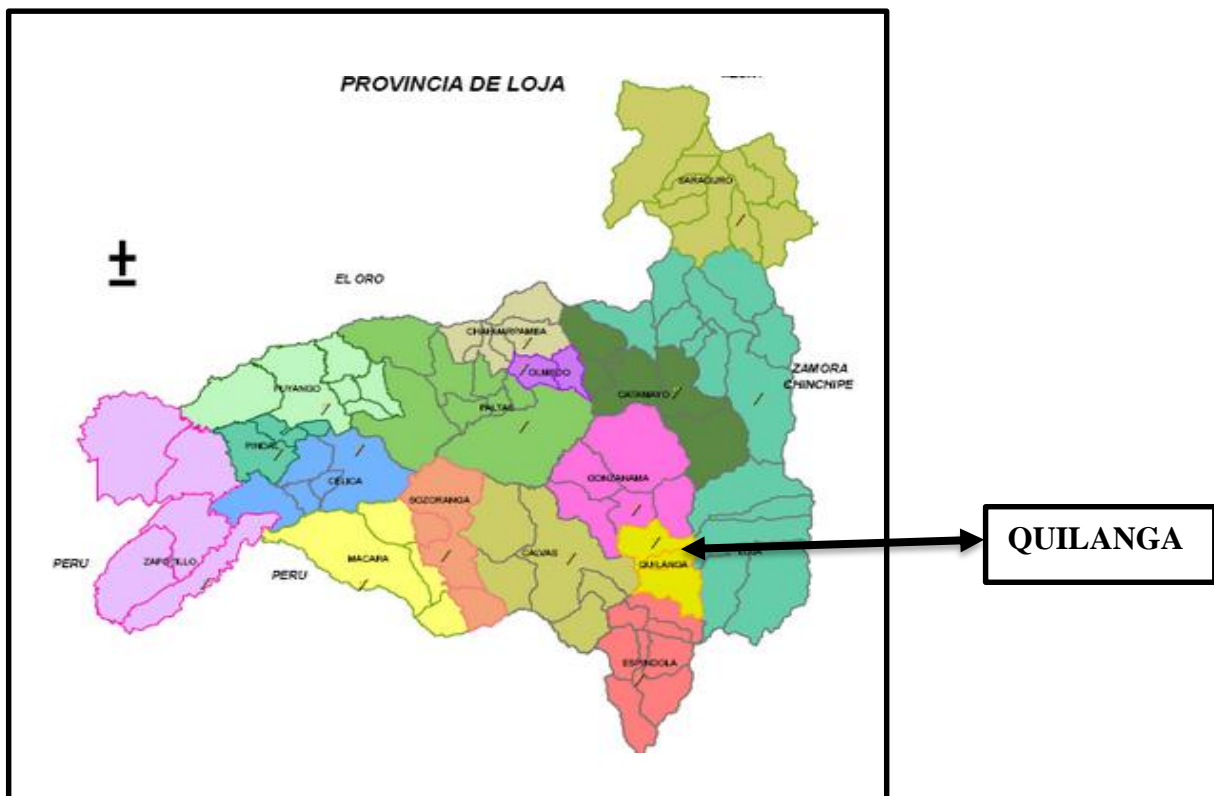 PROVINCIA DE LOJA
SARAGURO
EL ORO
CHAHUARPAMBA
OLMEDO
ZAMORA
CHINCHIPE
CATAMAYO
PUYANGO
PALTAS
PINDAL
CELICA
GONZANAMA
SOZORANGA
QUILANGA
LOJA
PERU
ZAPOTILLO
PERU
MACARA
CALVAS
QUILANGA
ESPINDOLA